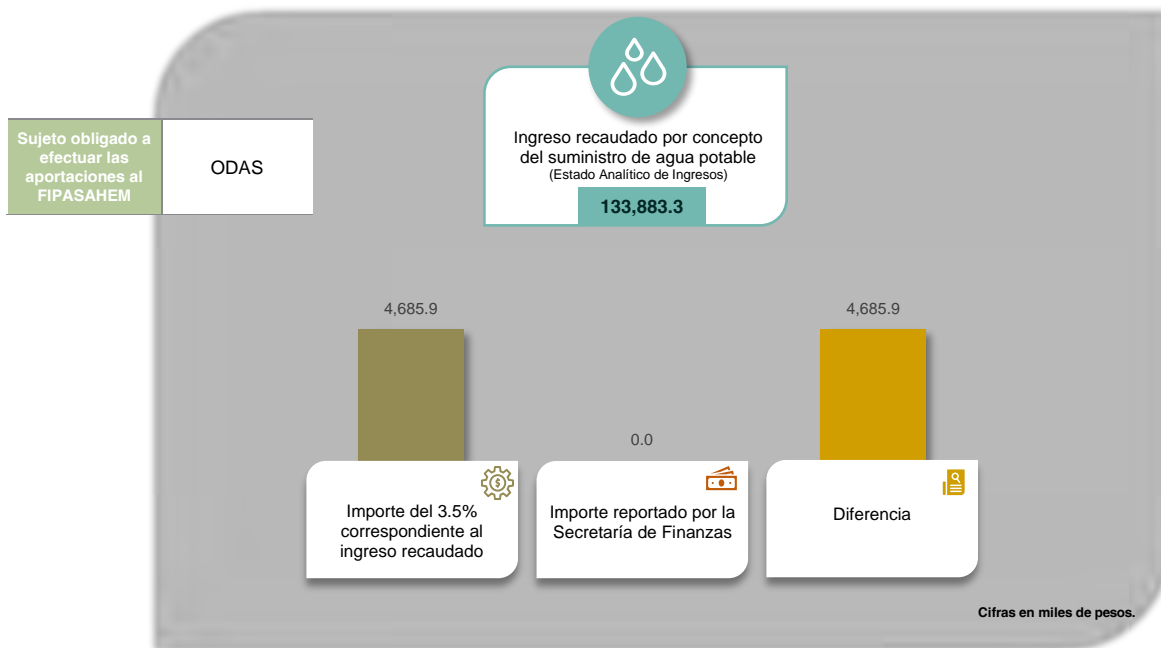 Ingreso recaudado por concepto
del suministro de agua potable
(Estado Analítico de Ingresos)
133,883.3
Sujeto obligado a
efectuar las
aportaciones al
FIPASAHEM
ODAS
4,685.9
0.0
4,685.9
Importe del 3.5%
correspondiente al
ingreso recaudado
Importe reportado por la
Secretaría de Finanzas
Diferencia
Cifras en miles de pesos.